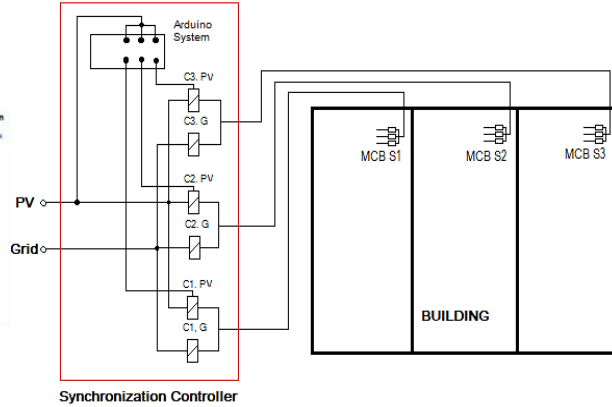 Arduino
System
C3. PV
C3. G
C2. PV
C2. G
C1. PV
C1, G
PV
Grid
MCB S1
MCB S2
MCB S3
BUILDING
Synchronization Controller